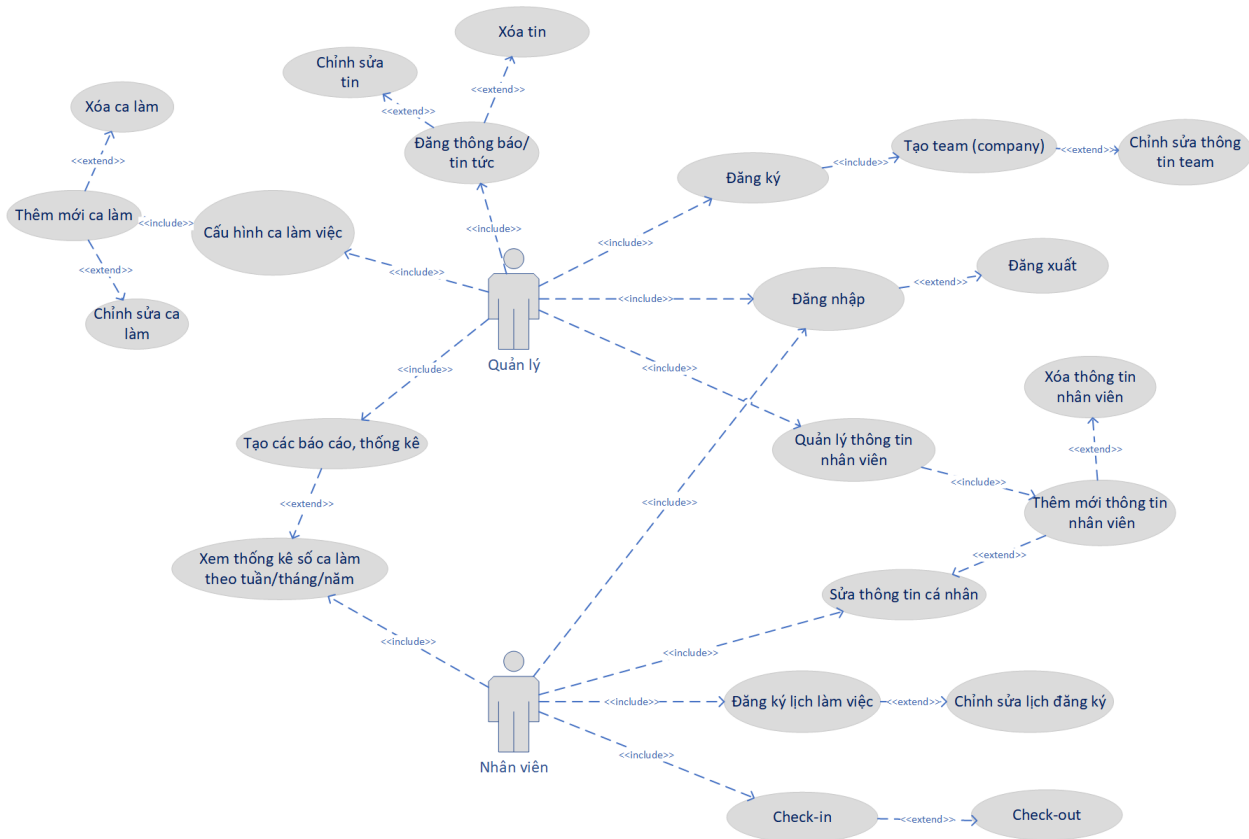 Xóa tin
Chỉnh sửa
tin
<<extend>>
<<extend>>
Xóa ca làm
Đăng thông báo/
tin tức
Tạo team (company)
<<extend>>
Chỉnh sửa thông
tin team
<<include>>
Đăng ký
<<extend>>
Thêm mới ca làm
<<include>>
Cấu hình ca làm việc
<<include>>
<<include>>
<<extend>>
<<include>>
Đăng xuất
<<extend>>
<<include>>
Đăng nhập
Chỉnh sửa ca
làm
Quản lý
<<include>>
<<include>>
Xóa thông tin
nhân viên
Tạo các báo cáo, thống kê
Quản lý thông tin
nhân viên
<<extend>>
<<include>>
<<extend>>
<<include>>
Thêm mới thông tin
nhân viên
Xem thống kê số ca làm
theo tuần/tháng/năm
<<extend>>
Sửa thông tin cá nhân
<<include>>
<<include>>
<<include>>
Đăng ký lịch làm việc
<<extend>>
Chỉnh sửa lịch đăng ký
<<include>>
Nhân viên
Check-in
<<extend>>
Check-out